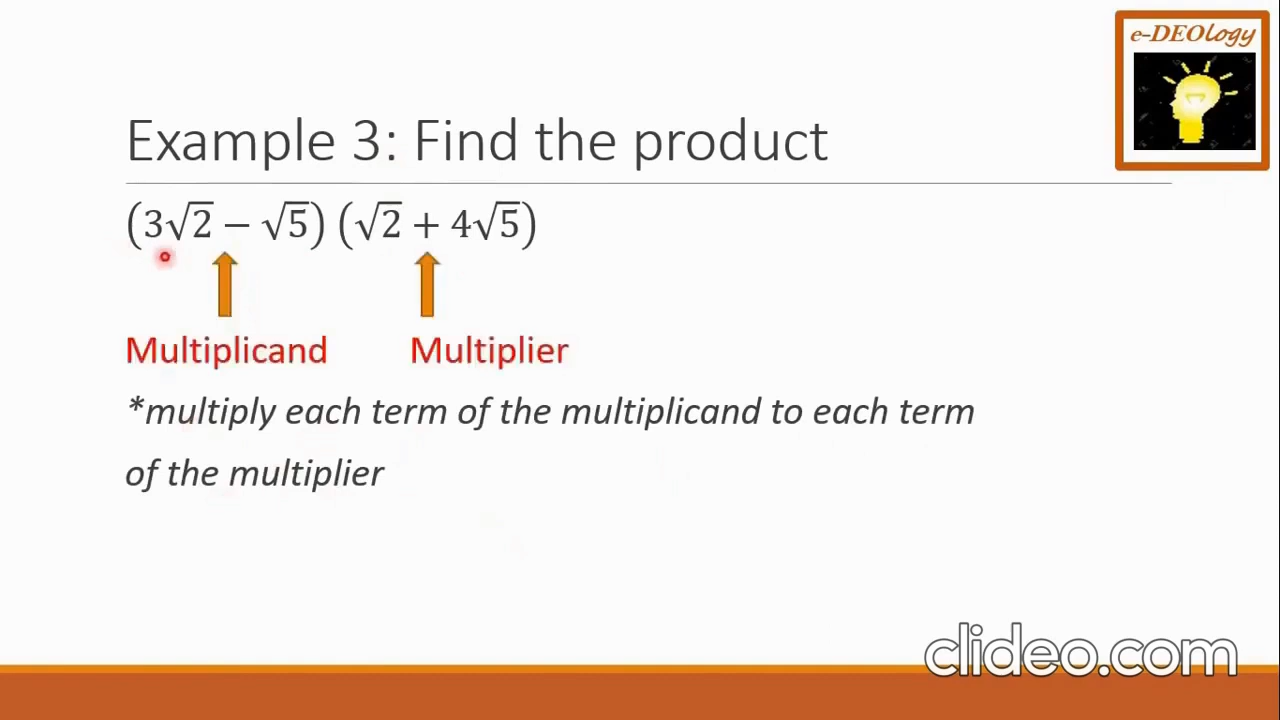 e-DEOlogy
Example 3: Find the product
(3√2 − √5) (√2 + 4√5)
Multiplicand Multiplier
*multiply each term of the multiplicand to each term
of the multiplier
clideo.com